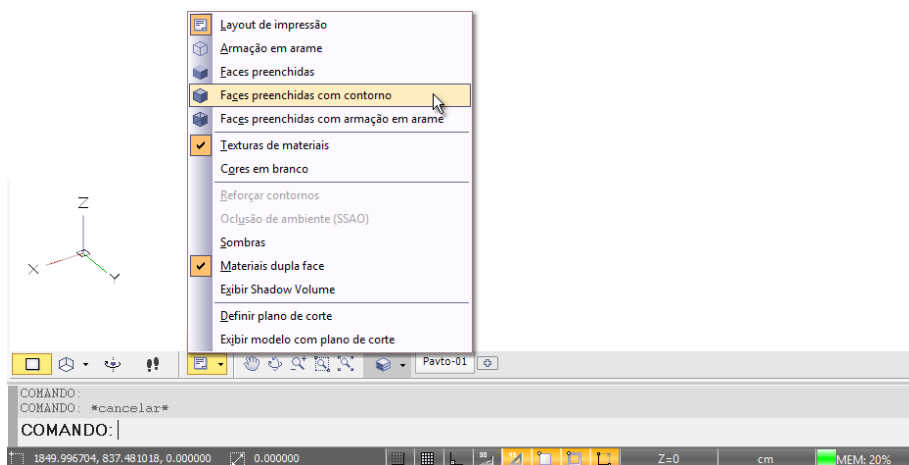 Layout de impressão
Armação em arame
Faces preenchidas
Faces preenchidas com contorno
Faces preenchidas com armação em arame
Texturas de materiais
Cores em branco
Reforçar contornos
Oclusão de ambiente (SSAO)
Sombras
Materiais dupla face
Exibir Shadow Volume
Definir plano de corte
Exibir modelo com plano de corte
Z
X
Y
Pavto-01
COMANDO:
COMANDO: *cancelar*
COMANDO:
1849.996704, 837.481018, 0.000000 0.000000 Z=0 cm MEM: 20%